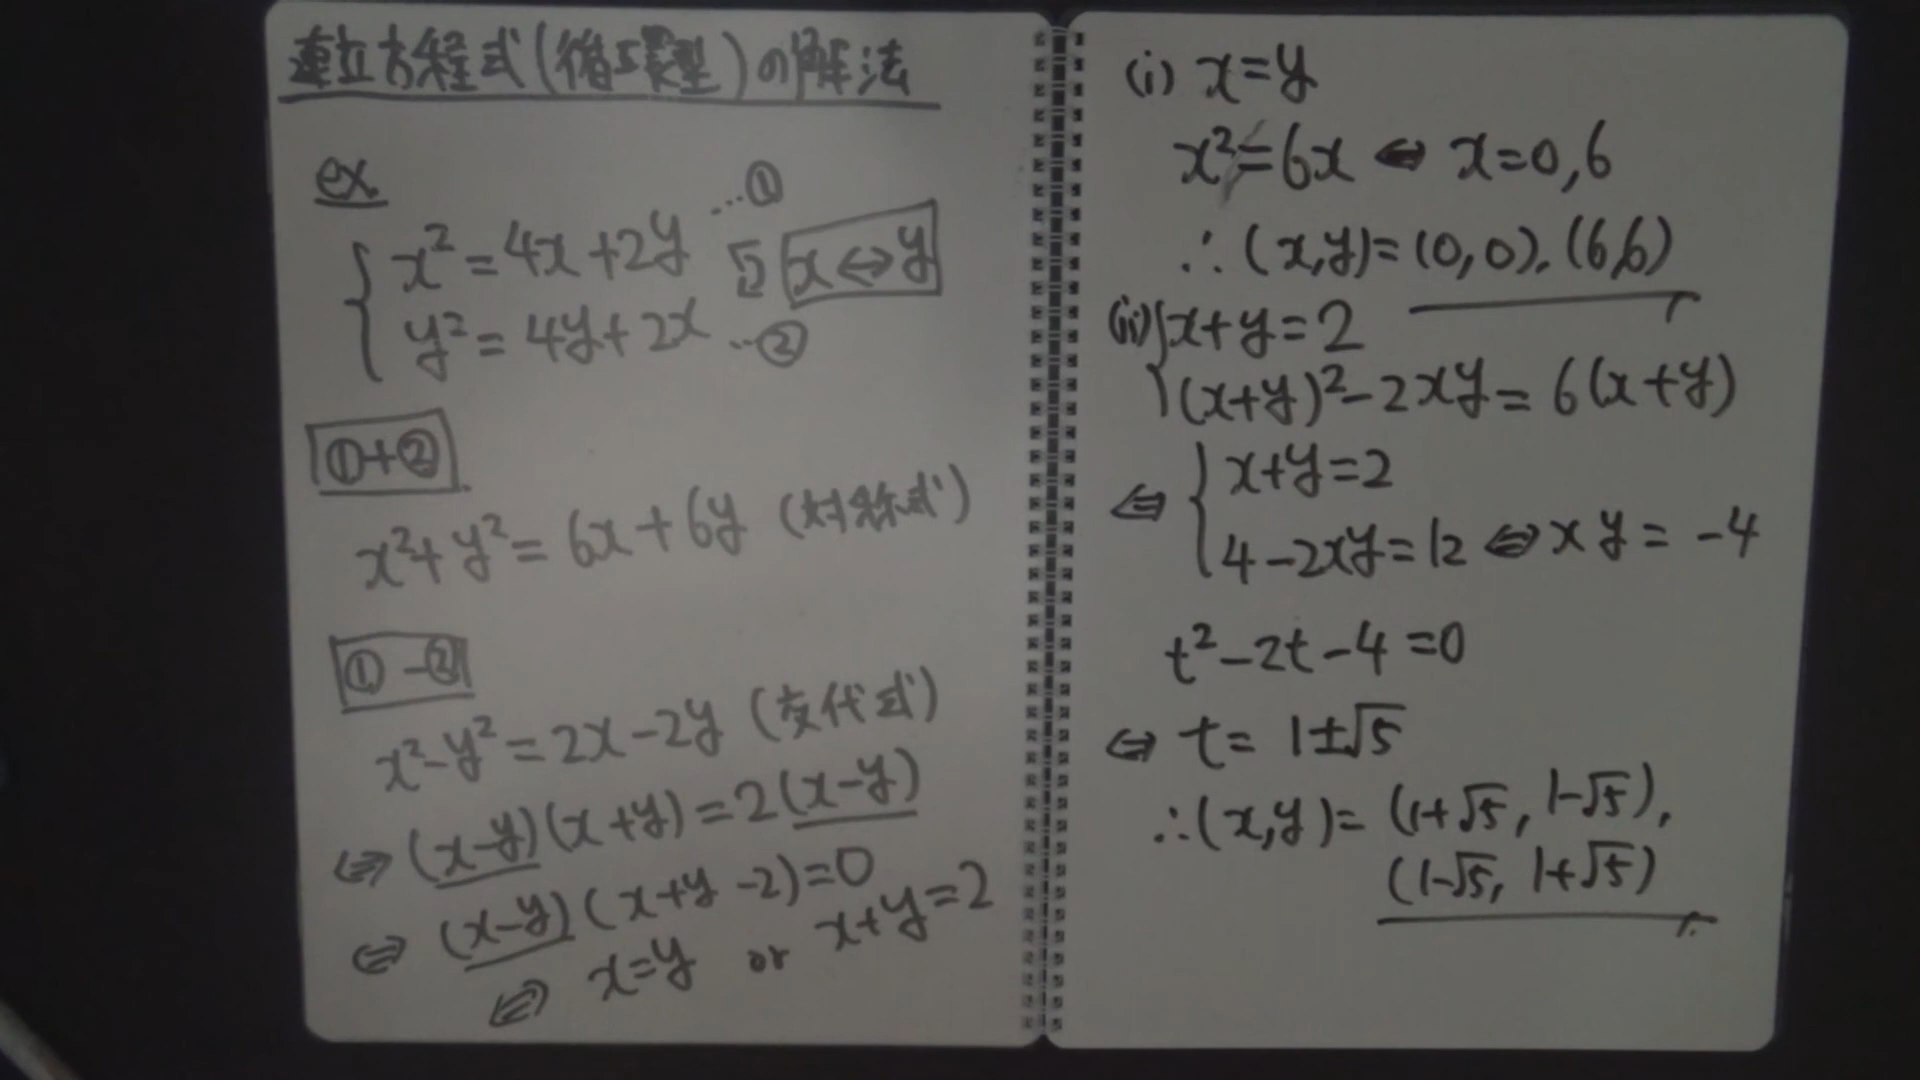 連立方程式(循環型)の解法
ex.
x²=4x+2y …①
y²=4y+2x …②
x↔y
①+②
x²+y²=6x+6y (対称式)
①-②
x²-y²=2x-2y (交代式)
⇔(x-y)(x+y)=2(x-y)
⇔(x-y)(x+y-2)=0
⇔x=y or x+y=2
(i) x=y
x²=6x⇔x=0,6
∴(x,y)=(0,0),(6,6)
(ii){x+y=2
(x+y)²-2xy=6(x+y)
⇔{x+y=2
4-2xy=12⇔xy=-4
t²-2t-4=0
⇔t=1±√5
∴(x,y)=(1+√5, 1-√5),
(1-√5, 1+√5)